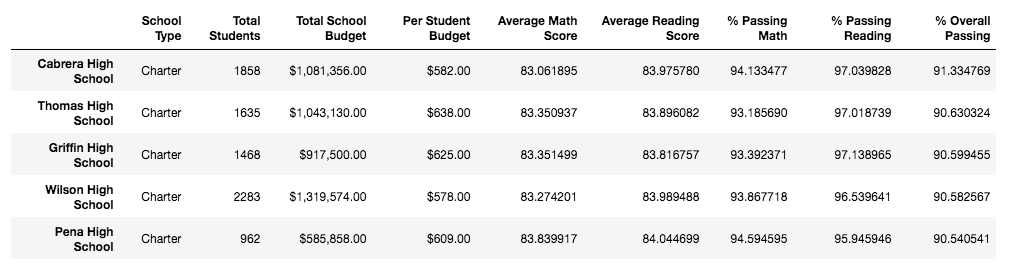 School Type Total Students Total School Budget Per Student Budget Average Math Score Average Reading Score % Passing Math % Passing Reading % Overall Passing
Cabrera High School Charter 1858 $1,081,356.00 $582.00 83.061895 83.975780 94.133477 97.039828 91.334769
Thomas High School Charter 1635 $1,043,130.00 $638.00 83.350937 83.896082 93.185690 97.018739 90.630324
Griffin High School Charter 1468 $917,500.00 $625.00 83.351499 83.816757 93.392371 97.138965 90.599455
Wilson High School Charter 2283 $1,319,574.00 $578.00 83.274201 83.989488 93.867718 96.539641 90.582567
Pena High School Charter 962 $585,858.00 $609.00 83.839917 84.044699 94.594595 95.945946 90.540541